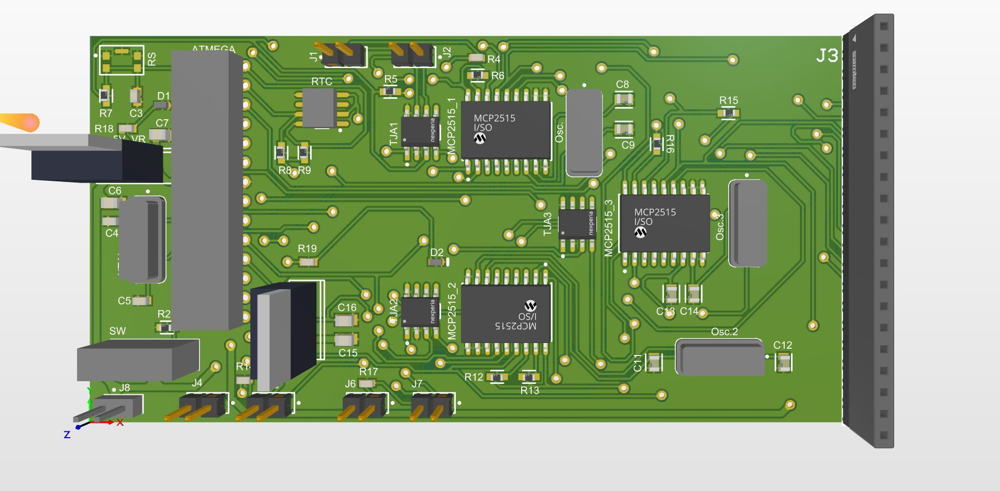 ATMEGA
RS
J1
J2
J3
R4
R6
R5
RTC
C8
R7
C3
D1
R15
MCP2515_1
MCP2515
I/SO
nexperia
TJA1
Osc.
R18
C7
5V VR
C9
R16
R8
R9
C6
C4
TJA3
nexperia
MCP2515_3
MCP2515
I/SO
Osc.3
R19
D2
C5
R2
C16
C15
TJA2
nexperia
MCP2515_2
MCP2515
I/SO
C13
C14
SW
Osc.2
C12
C11
R17
R12
R13
J4
J6
J7
J8
Y
X
Z